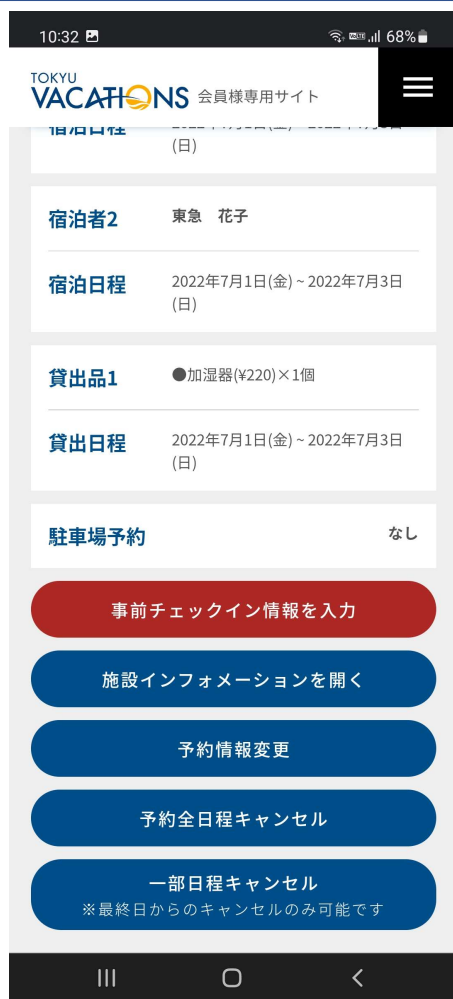 10:32
68%
TOKYU
VACATIONS 会員様専用サイト
宿泊日程
(日)
宿泊者2 東急 花子
宿泊日程 2022年7月1日(金) ~ 2022年7月3日
(日)
貸出品1 ●加湿器(¥220)×1個
貸出日程 2022年7月1日(金) ~ 2022年7月3日
(日)
駐車場予約 なし
事前チェックイン情報を入力
施設インフォメーションを開く
予約情報変更
予約全日程キャンセル
一部日程キャンセル
※最終日からのキャンセルのみ可能です